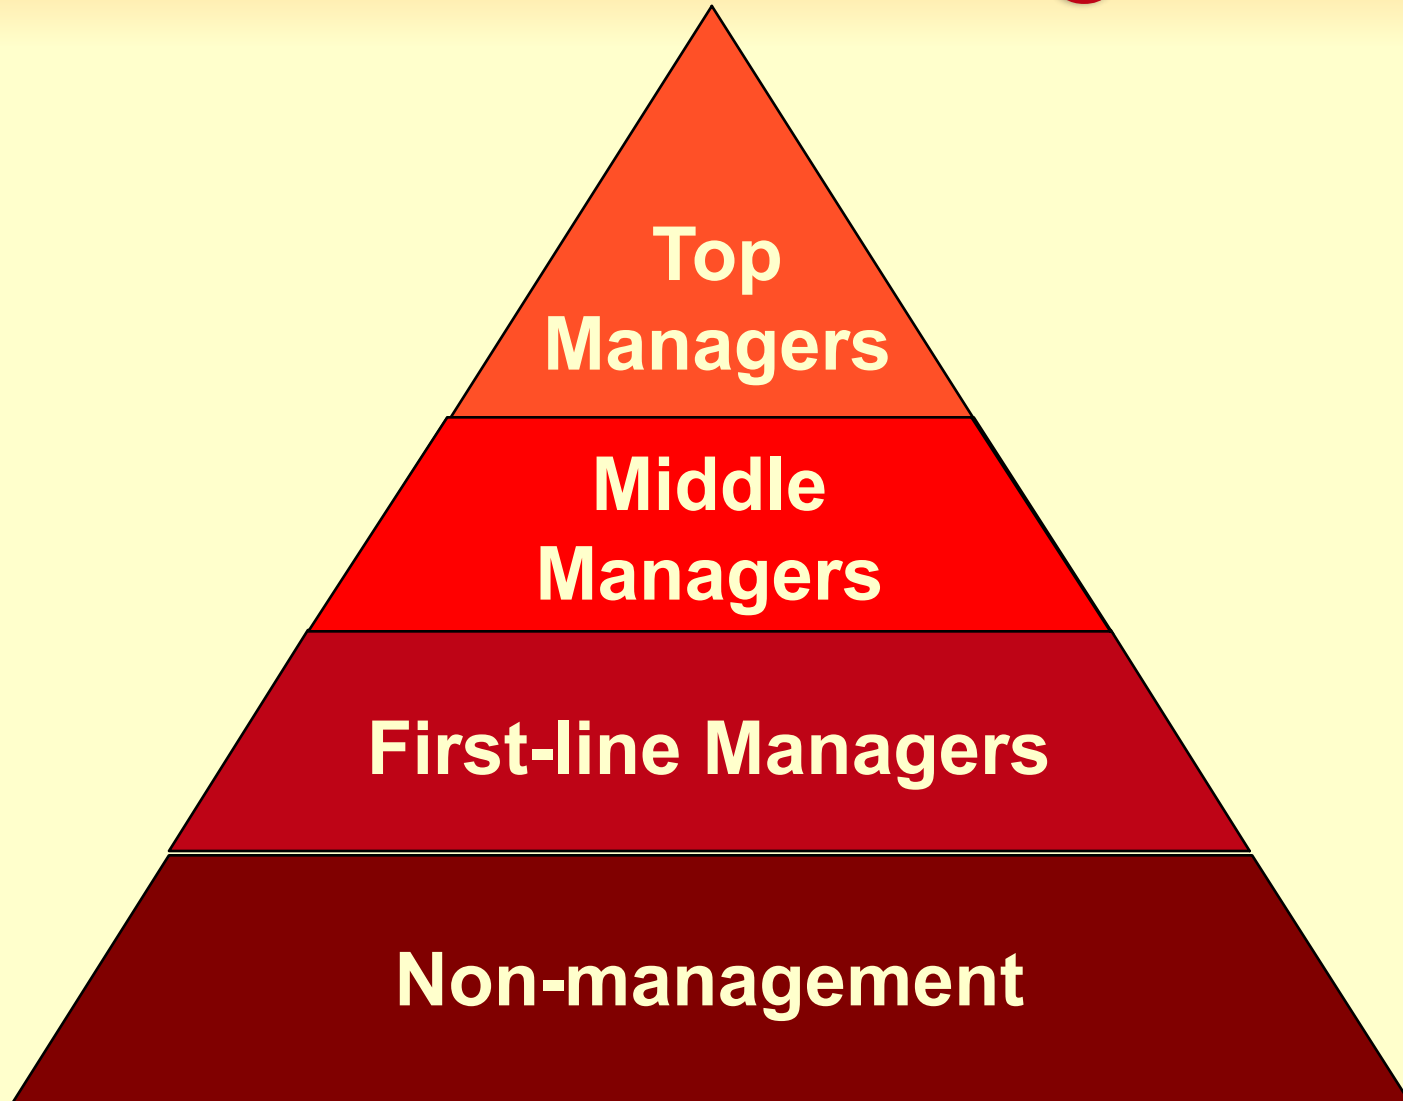 Top
Managers
Middle
Managers
First-line Managers
Non-management